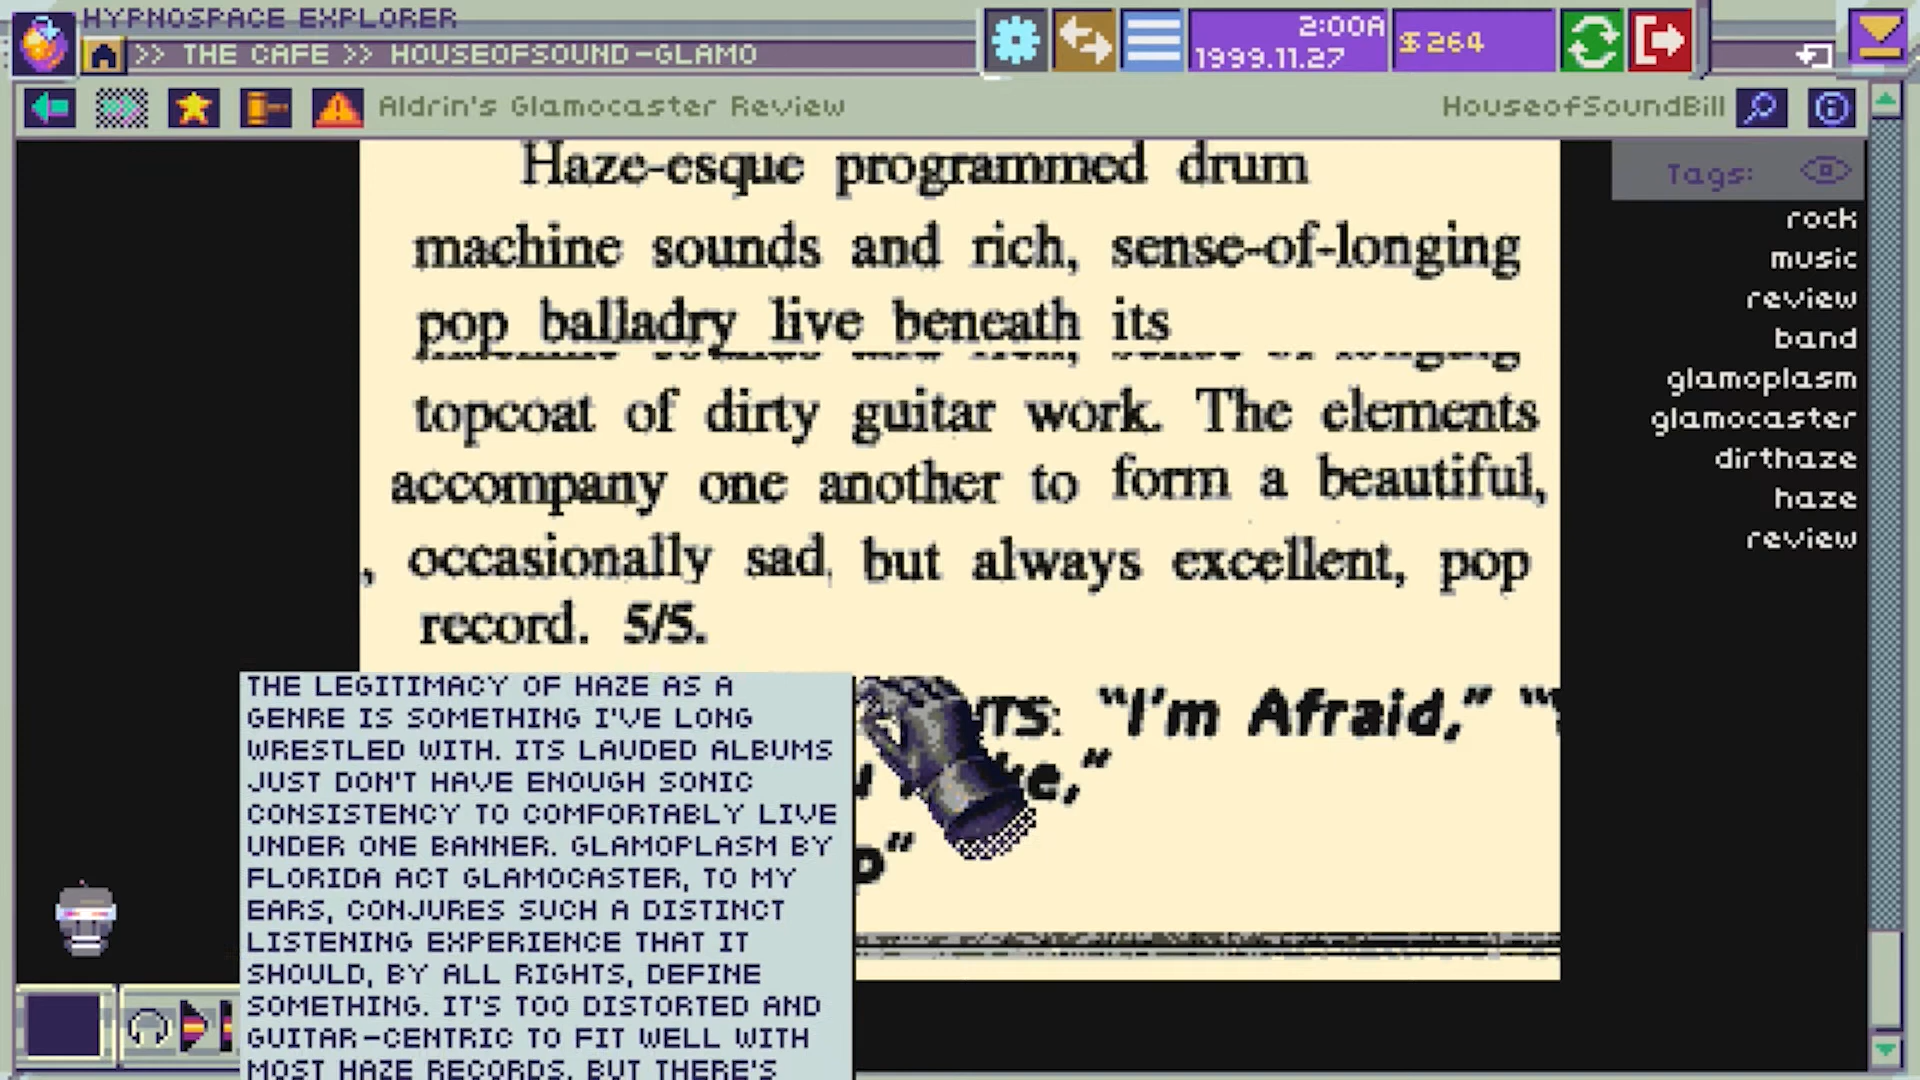 HYPNOSPACE EXPLORER
>> THE CAFE >> HOUSEOFSOUND-GLAMO
2:00A
1999.11.27
$264
Aldrin's Glamocaster Review
HouseofSoundBill
Haze-esque programmed drum
machine sounds and rich, sense-of-longing
pop balladry live beneath its
topcoat of dirty guitar work. The elements
accompany one another to form a beautiful,
, occasionally sad, but always excellent, pop
record. 5/5.
"I'm Afraid,"
THE LEGITIMACY OF HAZE AS A
GENRE IS SOMETHING I'VE LONG
WRESTLED WITH. ITS LAUDED ALBUMS
JUST DON'T HAVE ENOUGH SONIC
CONSISTENCY TO COMFORTABLY LIVE
UNDER ONE BANNER. GLAMOPLASM BY
FLORIDA ACT GLAMOCASTER, TO MY
EARS, CONJURES SUCH A DISTINCT
LISTENING EXPERIENCE THAT IT
SHOULD, BY ALL RIGHTS, DEFINE
SOMETHING. IT'S TOO DISTORTED AND
GUITAR-CENTRIC TO FIT WELL WITH
MOST HAZE RECORDS, BUT THERE'S
Tags:
rock
music
review
band
glamoplasm
glamocaster
dirthaze
haze
review